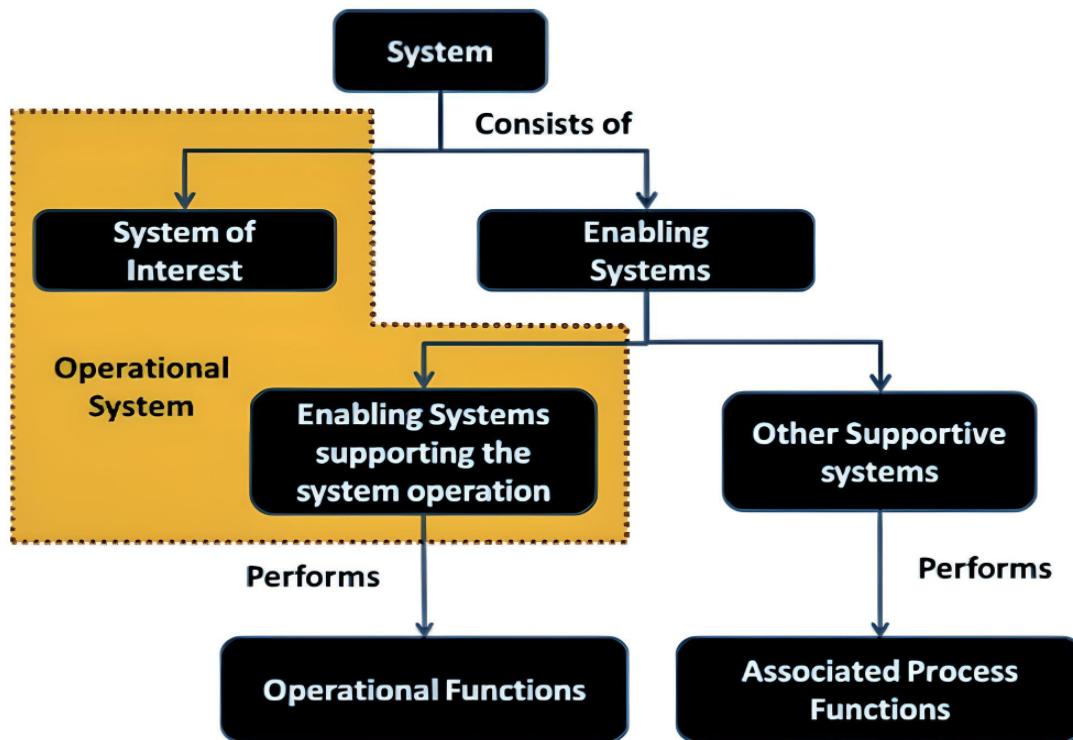 System
Consists of
System of
Interest
Enabling
Systems
Operational
System
Enabling Systems
supporting the
system operation
Other Supportive
systems
Performs
Performs
Operational Functions
Associated Process
Functions